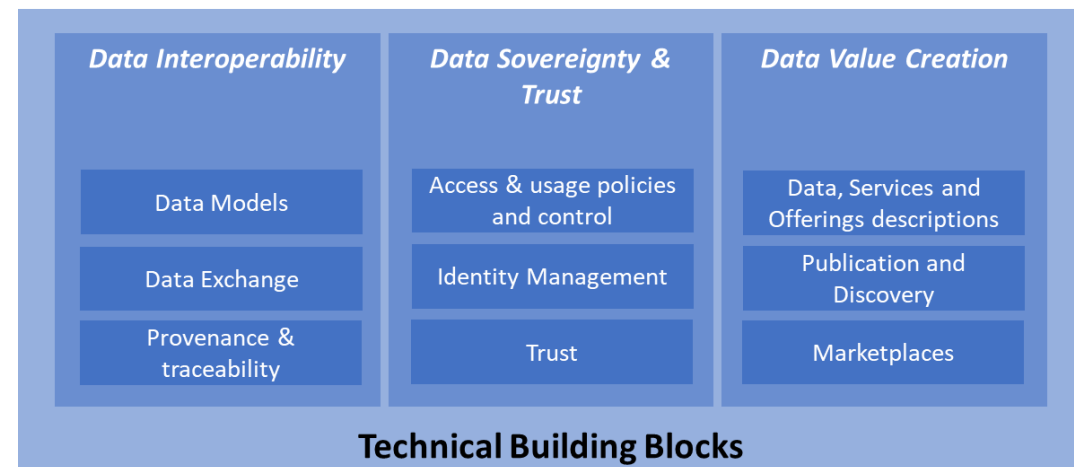 Data Interoperability
Data Models
Data Exchange
Provenance &
traceability
Data Sovereignty &
Trust
Access & usage policies
and control
Identity Management
Trust
Data Value Creation
Data, Services and
Offerings descriptions
Publication and
Discovery
Marketplaces
Technical Building Blocks